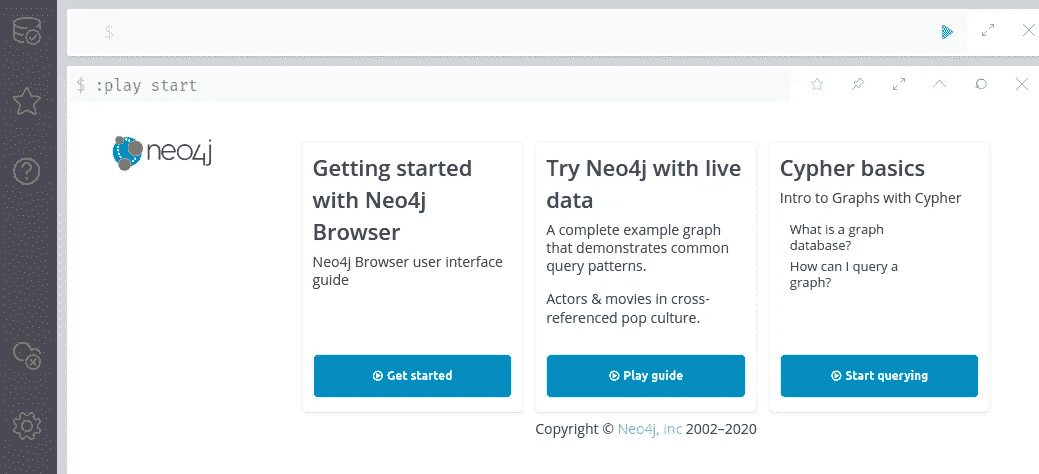 $
$ :play start
neo4j
Getting started
with Neo4j
Browser
Neo4j Browser user interface
guide
Get started
Try Neo4j with live
data
A complete example graph
that demonstrates common
query patterns.
Actors & movies in cross-
referenced pop culture.
Play guide
Cypher basics
Intro to Graphs with Cypher
What is a graph
database?
How can I query a
graph?
Start querying
Copyright © Neo4j, Inc 2002–2020